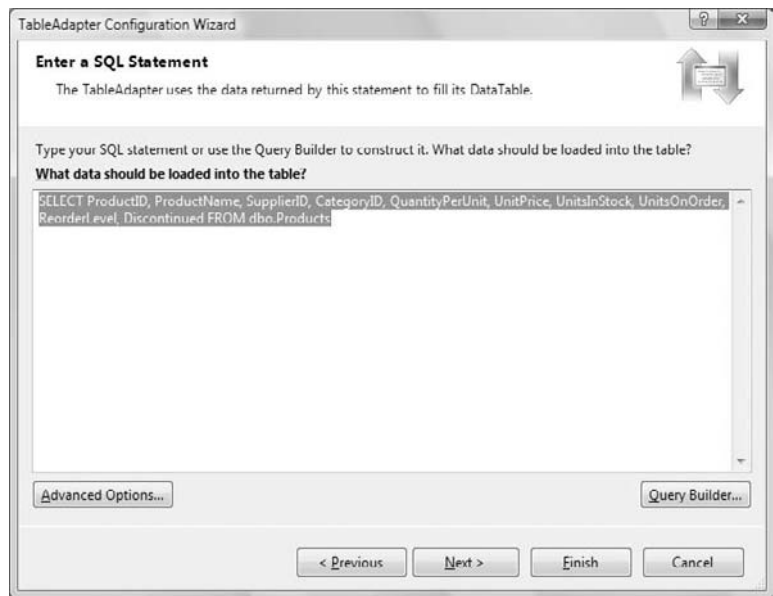 TableAdapter Configuration Wizard
Enter a SQL Statement
The TableAdapter uses the data returned by this statement to fill its DataTable.
Type your SQL statement or use the Query Builder to construct it. What data should be loaded into the table?
What data should be loaded into the table?
SELECT ProductID, ProductName, SupplierID, CategoryID, QuantityPerUnit, UnitPrice, UnitsInStock, UnitsOnOrder,
ReorderLevel, Discontinued FROM dbo.Products
Advanced Options...
Query Builder...
< Previous
Next >
Finish
Cancel